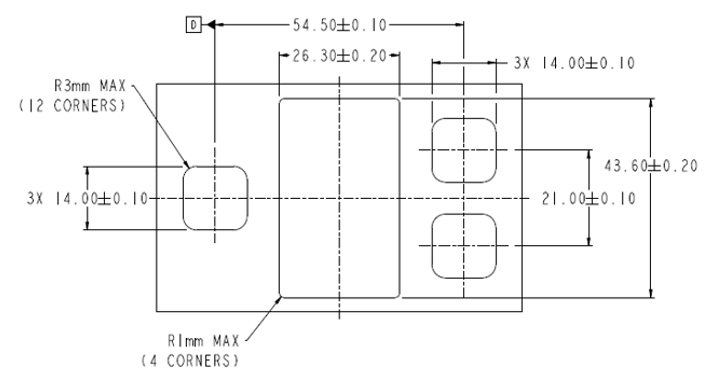 D
54.50±0.10
26.30±0.20
3X 14.00±0.10
R3mm MAX
(12 CORNERS)
43.60±0.20
3X 14.00±0.10
21.00±0.10
R1mm MAX
(4 CORNERS)